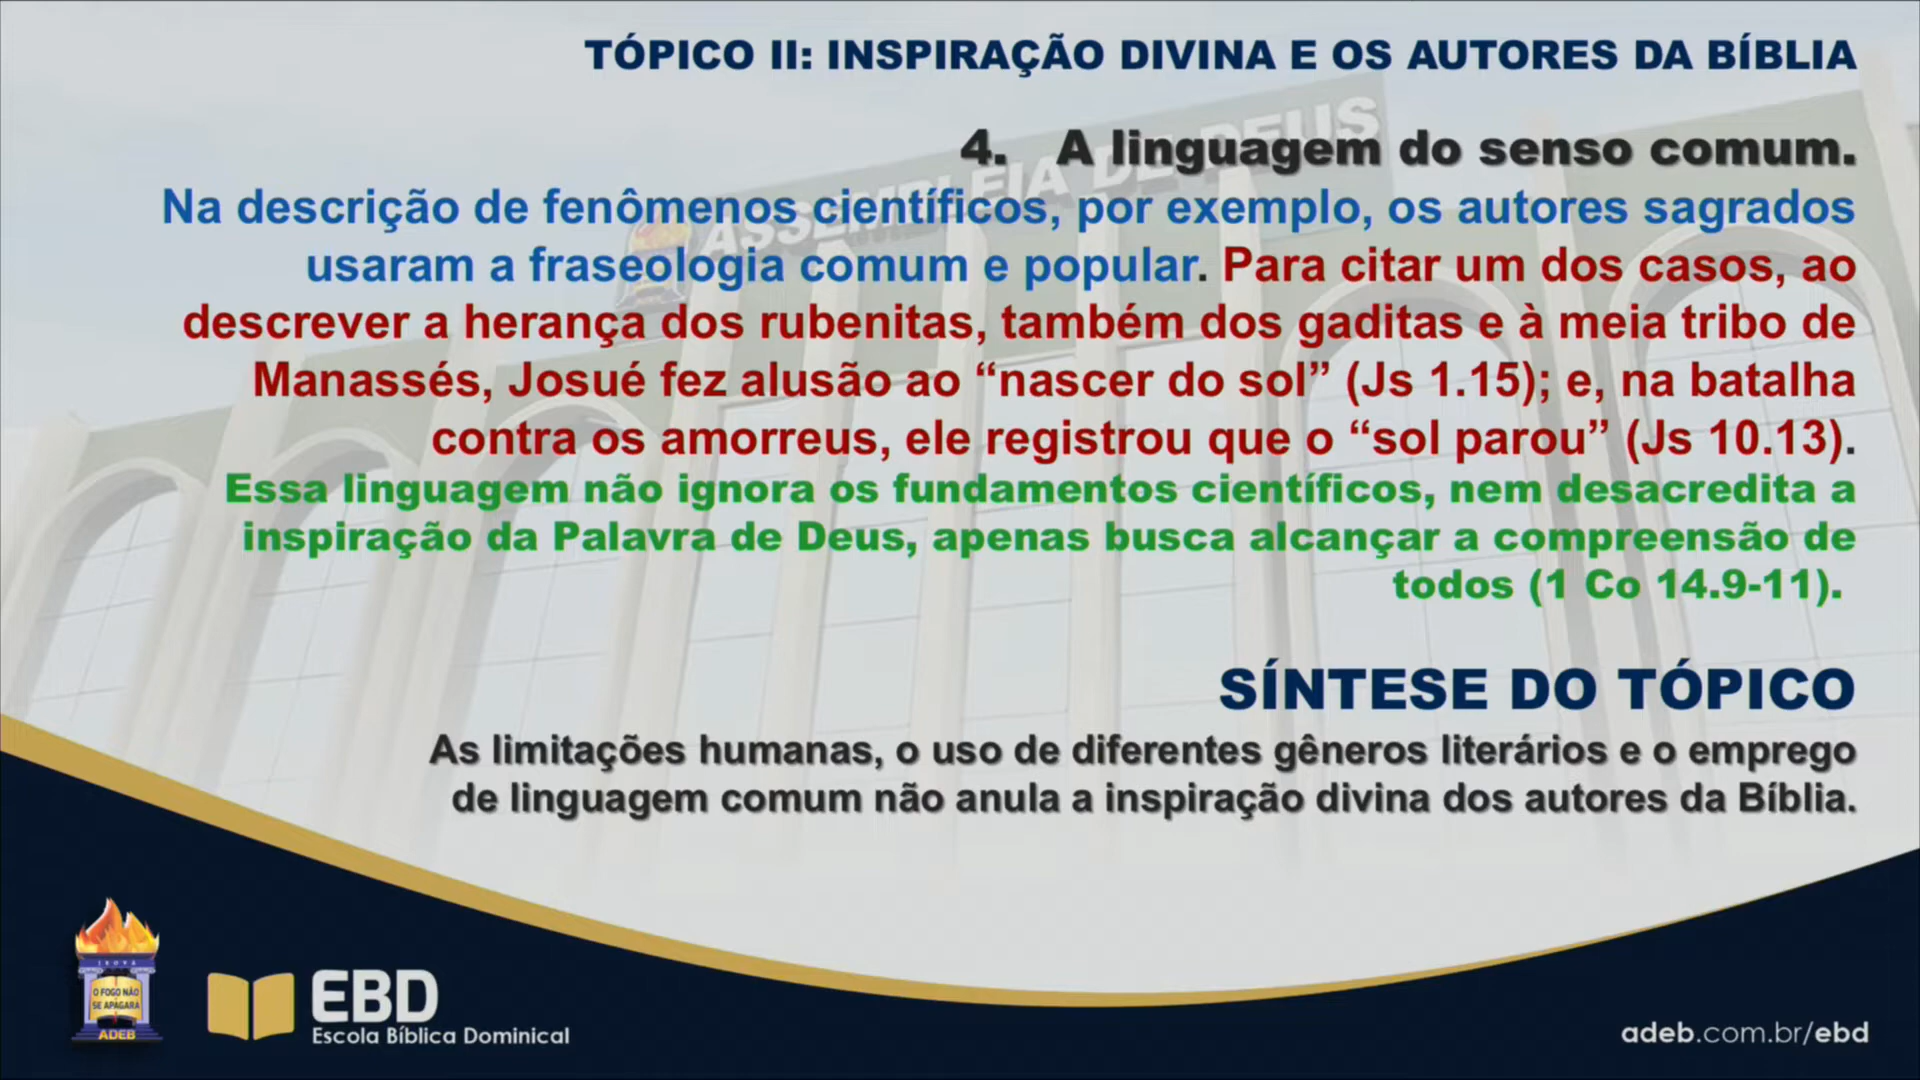 TÓPICO II: INSPIRAÇÃO DIVINA E OS AUTORES DA BÍBLIA
ASSEMBLEIA DE DEUS
4. A linguagem do senso comum.
Na descrição de fenômenos científicos, por exemplo, os autores sagrados
usaram a fraseologia comum e popular. Para citar um dos casos, ao
descrever a herança dos rubenitas, também dos gaditas e à meia tribo de
Manassés, Josué fez alusão ao “nascer do sol” (Js 1.15); e, na batalha
contra os amorreus, ele registrou que o “sol parou” (Js 10.13).
Essa linguagem não ignora os fundamentos científicos, nem desacredita a
inspiração da Palavra de Deus, apenas busca alcançar a compreensão de
todos (1 Co 14.9-11).
SÍNTESE DO TÓPICO
As limitações humanas, o uso de diferentes gêneros literários e o emprego
de linguagem comum não anula a inspiração divina dos autores da Bíblia.
JEOVÁ
O FOGO NÃO
SE APAGARÁ
ADEB
EBD
Escola Bíblica Dominical
adeb.com.br/ebd